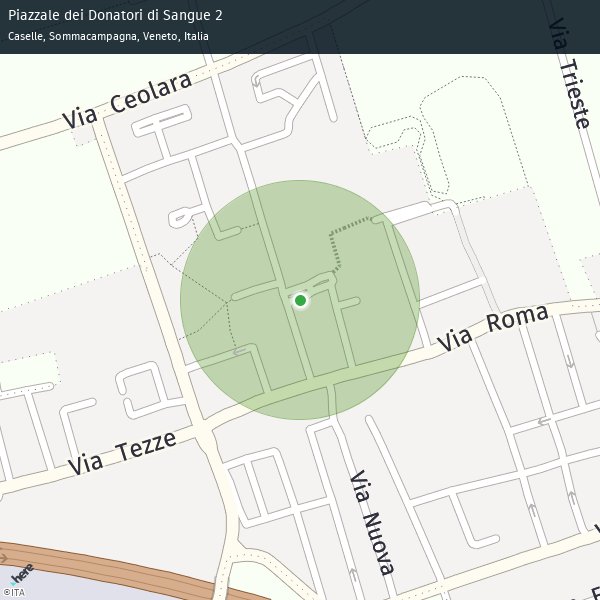 Piazzale dei Donatori di Sangue 2
Caselle, Sommacampagna, Veneto, Italia
Via Trieste
Via Ceolara
Via Roma
Via Tezze
Via Nuova
here
©ITA